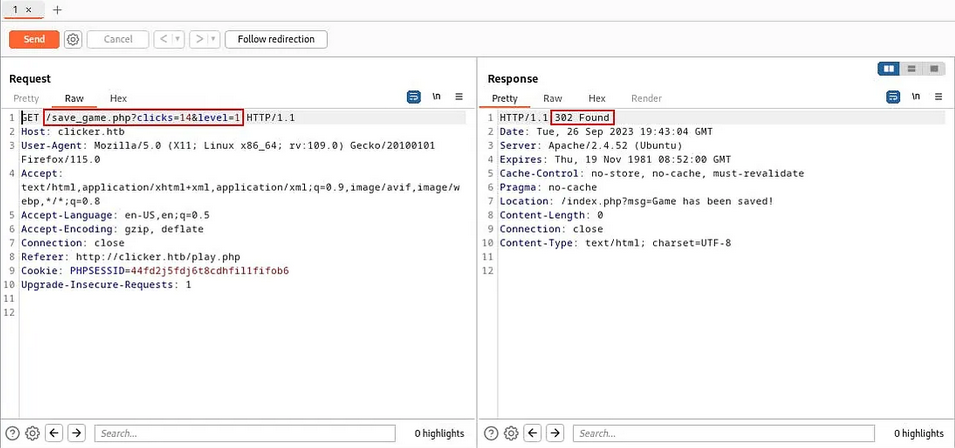 1 × +
Send Cancel < > Follow redirection
Request
Pretty Raw Hex \n
1 GET /save_game.php?clicks=14&level=1 HTTP/1.1
2 Host: clicker.htb
3 User-Agent: Mozilla/5.0 (X11; Linux x86_64; rv:109.0) Gecko/20100101
Firefox/115.0
4 Accept:
text/html,application/xhtml+xml,application/xml;q=0.9,image/avif,image/w
ebp,*/*;q=0.8
5 Accept-Language: en-US,en;q=0.5
6 Accept-Encoding: gzip, deflate
7 Connection: close
8 Referer: http://clicker.htb/play.php
9 Cookie: PHPSESSID=44fd2j5fdj6t8cdhfil1fifob6
10 Upgrade-Insecure-Requests: 1
11
12
Search... 0 highlights
Response
Pretty Raw Hex Render \n
1 HTTP/1.1 302 Found
2 Date: Tue, 26 Sep 2023 19:43:04 GMT
3 Server: Apache/2.4.52 (Ubuntu)
4 Expires: Thu, 19 Nov 1981 08:52:00 GMT
5 Cache-Control: no-store, no-cache, must-revalidate
6 Pragma: no-cache
7 Location: /index.php?msg=Game has been saved!
8 Content-Length: 0
9 Connection: close
10 Content-Type: text/html; charset=UTF-8
11
12
Search... 0 highlights